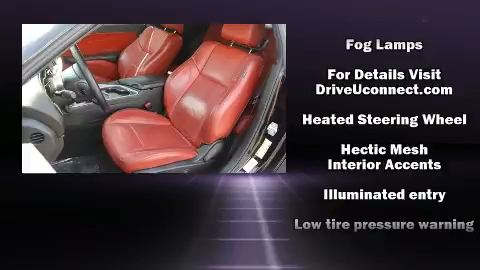 Fog Lamps
For Details Visit
DriveUconnect.com
Heated Steering Wheel
Hectic Mesh
Interior Accents
Illuminated entry
Low tire pressure warning